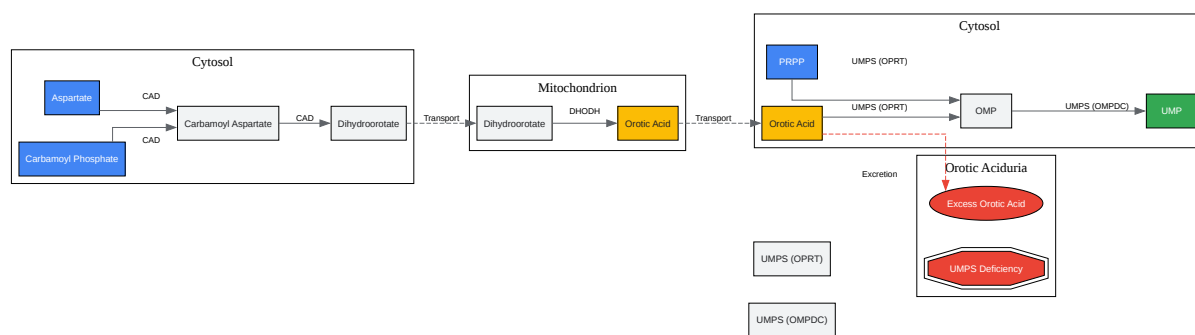 Cytosol
Aspartate
CAD
Carbamoyl Phosphate
CAD
Carbamoyl Aspartate
CAD
Dihydroorotate
Transport
Mitochondrion
Dihydroorotate
DHODH
Orotic Acid
Transport
Cytosol
PRPP
UMPS (OPRT)
Orotic Acid
UMPS (OPRT)
OMP
UMPS (OMPDC)
UMP
Excretion
Orotic Aciduria
Excess Orotic Acid
UMPS Deficiency
UMPS (OPRT)
UMPS (OMPDC)